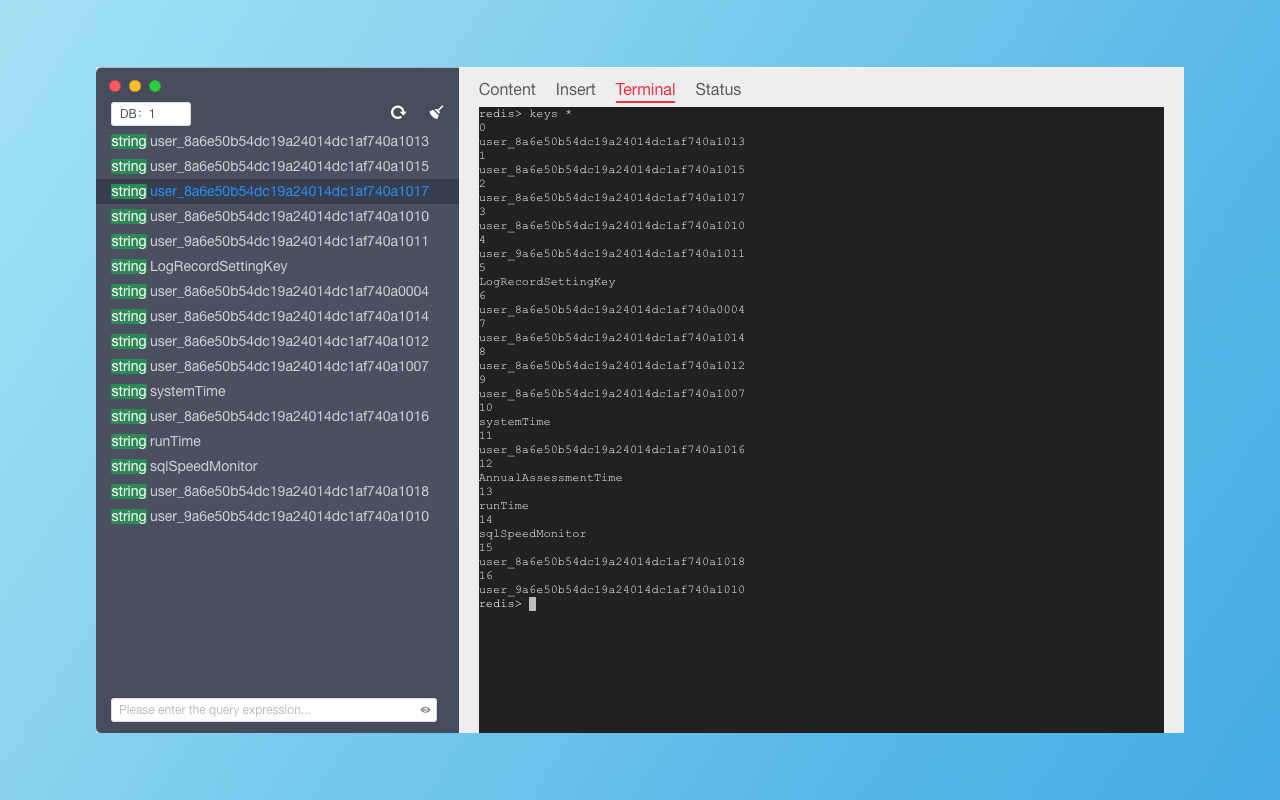 DB: 1
string user_8a6e50b54dc19a24014dc1af740a1013
string user_8a6e50b54dc19a24014dc1af740a1015
string user_8a6e50b54dc19a24014dc1af740a1017
string user_8a6e50b54dc19a24014dc1af740a1010
string user_9a6e50b54dc19a24014dc1af740a1011
string LogRecordSettingKey
string user_8a6e50b54dc19a24014dc1af740a0004
string user_8a6e50b54dc19a24014dc1af740a1014
string user_8a6e50b54dc19a24014dc1af740a1012
string user_8a6e50b54dc19a24014dc1af740a1007
string systemTime
string user_8a6e50b54dc19a24014dc1af740a1016
string runTime
string sqlSpeedMonitor
string user_8a6e50b54dc19a24014dc1af740a1018
string user_9a6e50b54dc19a24014dc1af740a1010
Please enter the query expression...
Content Insert Terminal Status
redis> keys *
0
user_8a6e50b54dc19a24014dc1af740a1013
1
user_8a6e50b54dc19a24014dc1af740a1015
2
user_8a6e50b54dc19a24014dc1af740a1017
3
user_8a6e50b54dc19a24014dc1af740a1010
4
user_9a6e50b54dc19a24014dc1af740a1011
5
LogRecordSettingKey
6
user_8a6e50b54dc19a24014dc1af740a0004
7
user_8a6e50b54dc19a24014dc1af740a1014
8
user_8a6e50b54dc19a24014dc1af740a1012
9
user_8a6e50b54dc19a24014dc1af740a1007
10
systemTime
11
user_8a6e50b54dc19a24014dc1af740a1016
12
AnnualAssessmentTime
13
runTime
14
sqlSpeedMonitor
15
user_8a6e50b54dc19a24014dc1af740a1018
16
user_9a6e50b54dc19a24014dc1af740a1010
redis>